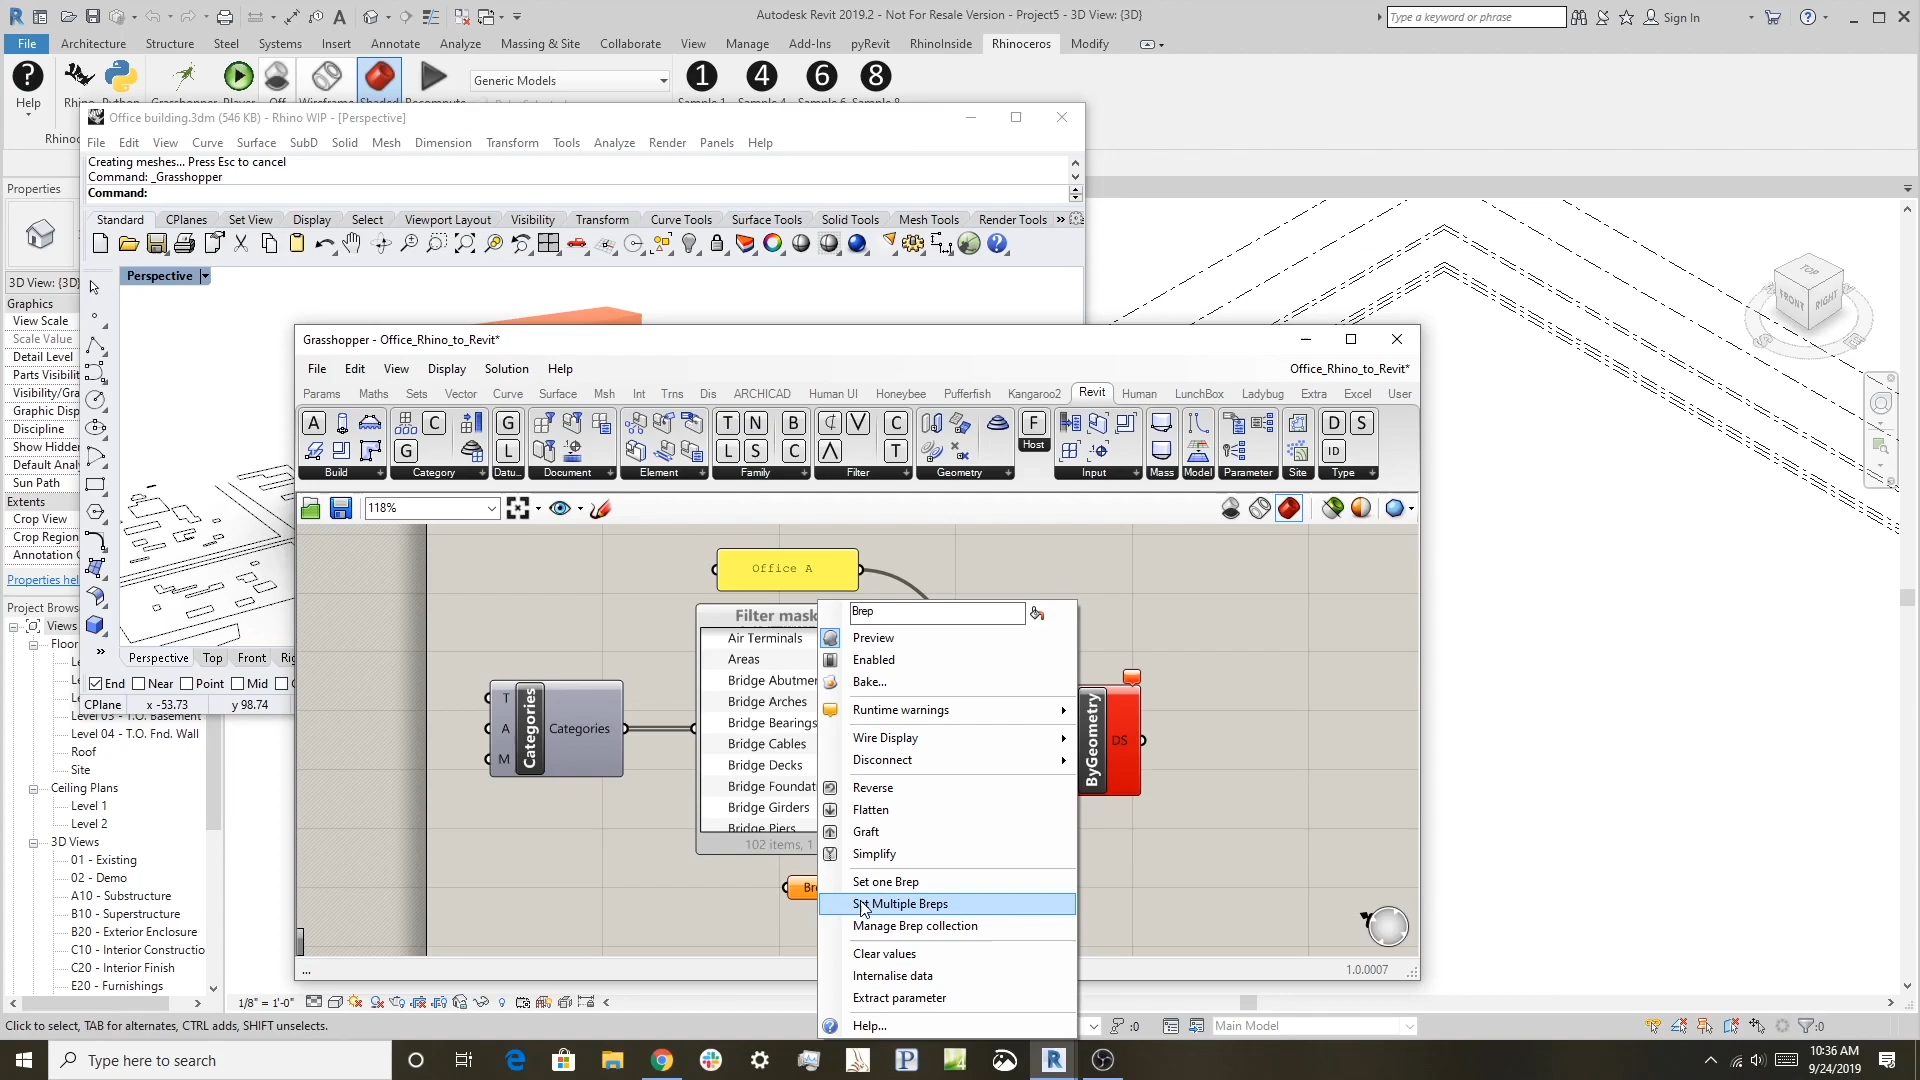 Autodesk Revit 2019.2 - Not For Resale Version - Project5 - 3D View: {3D}
Type a keyword or phrase
Sign In
File Architecture Structure Steel Systems Insert Annotate Analyze Massing & Site Collaborate View Manage Add-Ins pyRevit RhinoInside Rhinoceros Modify
Generic Models
1 4 6 8
Help
Office building.3dm (546 KB) - Rhino WIP - [Perspective]
File Edit View Curve Surface SubD Solid Mesh Dimension Transform Tools Analyze Render Panels Help
Creating meshes... Press Esc to cancel
Command: _Grasshopper
Command:
Standard CPlanes Set View Display Select Viewport Layout Visibility Transform Curve Tools Surface Tools Solid Tools Mesh Tools Render Tools
Perspective
Properties
3D View: {3D}
Graphics
View Scale
Scale Value
Detail Level
Parts Visibili
Visibility/Gra
Graphic Disp
Discipline
Show Hidden
Default Analy
Sun Path
Extents
Crop View
Crop Region
Annotation C
Properties hel
Project Brows
Views
Floor
Level 03 - T.O. Basement
Level 04 - T.O. Fnd. Wall
Roof
Site
Ceiling Plans
Level 1
Level 2
3D Views
01 - Existing
02 - Demo
A10 - Substructure
B10 - Superstructure
B20 - Exterior Enclosure
C10 - Interior Constructio
C20 - Interior Finish
E20 - Furnishings
Perspective Top Front Ri
End Near Point Mid
CPlane x -53.73 y 98.74
TOP
FRONT RIGHT
S E
Grasshopper - Office_Rhino_to_Revit*
File Edit View Display Solution Help Office_Rhino_to_Revit*
Params Maths Sets Vector Curve Surface Msh Int Trns Dis ARCHICAD Human UI Honeybee Pufferfish Kangaroo2 Revit Human LunchBox Ladybug Extra Excel User
A C G T N B C F D S
G L L S C T Host ID
Build Category Datu... Document Element Family Filter Geometry Input Mass Model Parameter Site Type
118%
Office A
Filter mask
Air Terminals
Areas
Bridge Abutme
Bridge Arches
Bridge Bearings
Bridge Cables
Bridge Decks
Bridge Foundat
Bridge Girders
Bridge Piers
102 items, 1
T
A
M
Categories
Categories
Bre
ByGeometry
DS
Brep
Preview
Enabled
Bake...
Runtime warnings
Wire Display
Disconnect
Reverse
Flatten
Graft
Simplify
Set one Brep
Set Multiple Breps
Manage Brep collection
Clear values
Internalise data
Extract parameter
Help...
...
1.0.0007
1/8" = 1'-0"
Click to select, TAB for alternates, CTRL adds, SHIFT unselects.
:0
Main Model
:0
Type here to search
10:36 AM
9/24/2019